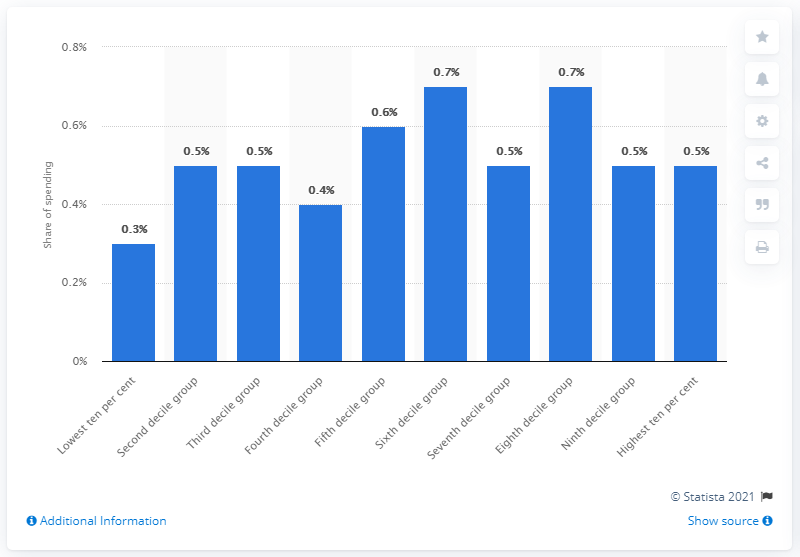 0.8%
0.6%
0.4%
0.2%
0%
Share of spending
0.3%
0.5%
0.5%
0.4%
0.6%
0.7%
0.5%
0.7%
0.5%
0.5%
Lowest ten per cent
Second decile group
Third decile group
Fourth decile group
Fifth decile group
Sixth decile group
Seventh decile group
Eighth decile group
Ninth decile group
Highest ten per cent
© Statista 2021
Additional Information
Show source